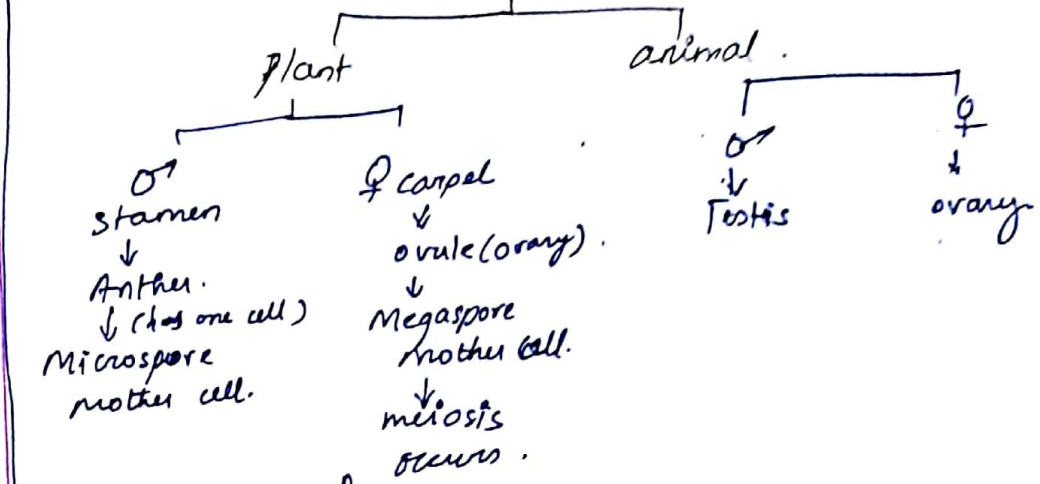 Plant
animal .
♂
stamen
↓
Anther.
↓ (has one cell)
Microspore
mother cell.
♀ carpel
↓
ovule (ovary) .
↓
Megaspore
mother cell.
↓
meiosis
occurs .
♂
↓
Testis
♀
↓
ovary